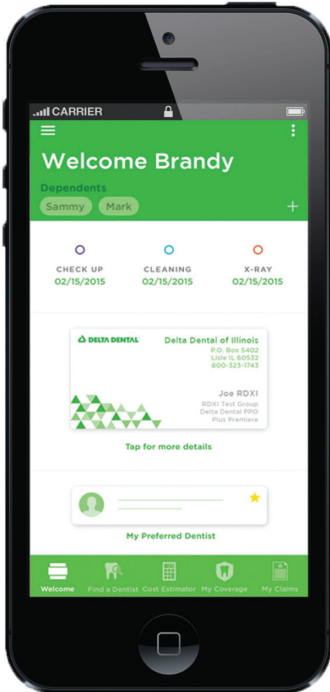 CARRIER
Welcome Brandy
Dependents
Sammy Mark +
CHECK UP CLEANING X-RAY
02/15/2015 02/15/2015 02/15/2015
DELTA DENTAL Delta Dental of Illinois
P.O. Box 5402
Lisle IL 60532
800-323-1743
Joe RDXI
RDXI Test Group
Delta Dental PPO
Plus Premiere
Tap for more details
My Preferred Dentist
Welcome Find a Dentist Cost Estimator My Coverage My Claims